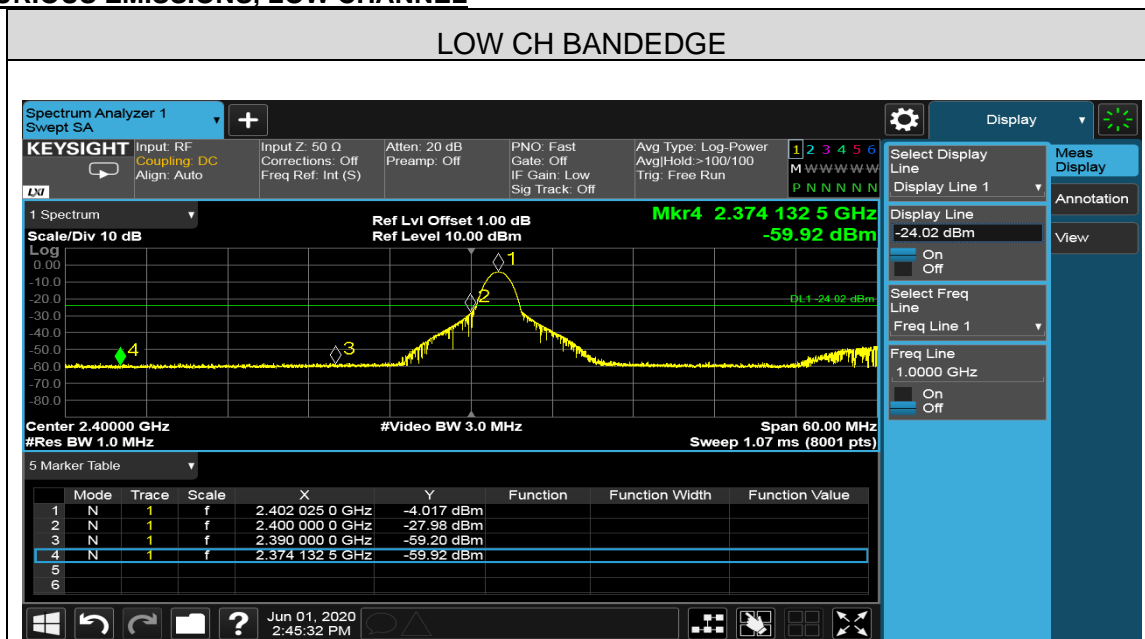 RIOUS EMISSIONS, LOW CHANNEL
LOW CH BANDEDGE
Spectrum Analyzer 1
Swept SA
+
Display
KEYSIGHT
LXI
Input: RF
Coupling: DC
Align: Auto
Input Z: 50 Ω
Corrections: Off
Freq Ref: Int (S)
Atten: 20 dB
Preamp: Off
PNO: Fast
Gate: Off
IF Gain: Low
Sig Track: Off
Avg Type: Log-Power
Avg|Hold:>100/100
Trig: Free Run
1 2 3 4 5 6
M W W W W W
P N N N N N
1 Spectrum
Scale/Div 10 dB
Ref Lvl Offset 1.00 dB
Ref Level 10.00 dBm
Mkr4 2.374 132 5 GHz
-59.92 dBm
Log
0.00
-10.0
-20.0
-30.0
-40.0
-50.0
-60.0
-70.0
-80.0
1
2
3
4
DL1 -24.02 dBm
Center 2.40000 GHz
#Res BW 1.0 MHz
#Video BW 3.0 MHz
Span 60.00 MHz
Sweep 1.07 ms (8001 pts)
5 Marker Table
Mode Trace Scale X Y Function Function Width Function Value
1 N 1 f 2.402 025 0 GHz -4.017 dBm
2 N 1 f 2.400 000 0 GHz -27.98 dBm
3 N 1 f 2.390 000 0 GHz -59.20 dBm
4 N 1 f 2.374 132 5 GHz -59.92 dBm
5
6
Select Display
Line
Display Line 1
Display Line
-24.02 dBm
On
Off
Select Freq
Line
Freq Line 1
Freq Line
1.0000 GHz
On
Off
Meas
Display
Annotation
View
?
Jun 01, 2020
2:45:32 PM